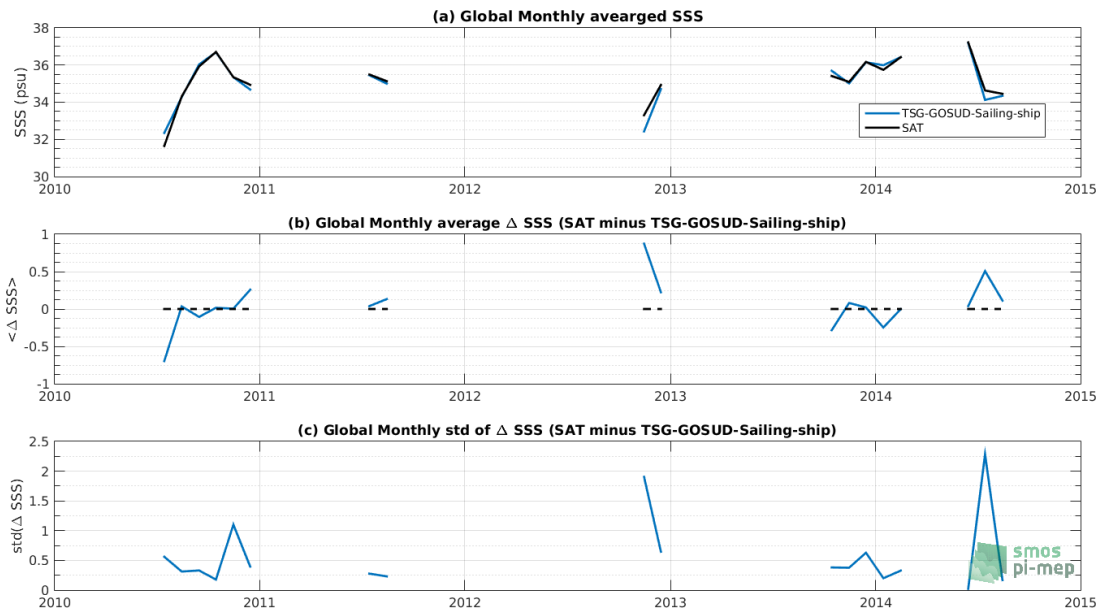 (a) Global Monthly avearged SSS
SSS (psu)
38
36
34
32
30
2010 2011 2012 2013 2014 2015
TSG-GOSUD-Sailing-ship
SAT
(b) Global Monthly average Δ SSS (SAT minus TSG-GOSUD-Sailing-ship)
<Δ SSS>
1
0.5
0
-0.5
-1
2010 2011 2012 2013 2014 2015
(c) Global Monthly std of Δ SSS (SAT minus TSG-GOSUD-Sailing-ship)
std(Δ SSS)
2.5
2
1.5
1
0.5
0
2010 2011 2012 2013 2014 2015
smos
pi-mep